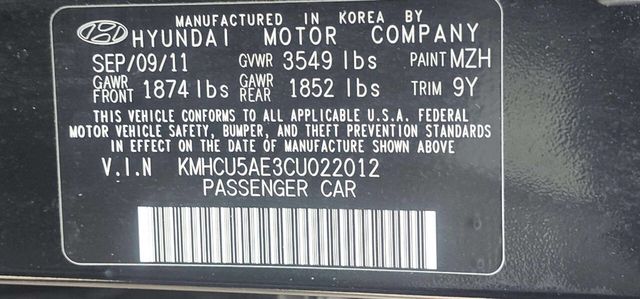 MANUFACTURED IN KOREA BY
HYUNDAI MOTOR COMPANY
SEP/09/11 GVWR 3549 lbs PAINT MZH
GAWR FRONT 1874 lbs GAWR REAR 1852 lbs TRIM 9Y
THIS VEHICLE CONFORMS TO ALL APPLICABLE U.S.A. FEDERAL
MOTOR VEHICLE SAFETY, BUMPER, AND THEFT PREVENTION STANDARDS
IN EFFECT ON THE DATE OF MANUFACTURE SHOWN ABOVE
V.I.N KMHCU5AE3CU022012
PASSENGER CAR